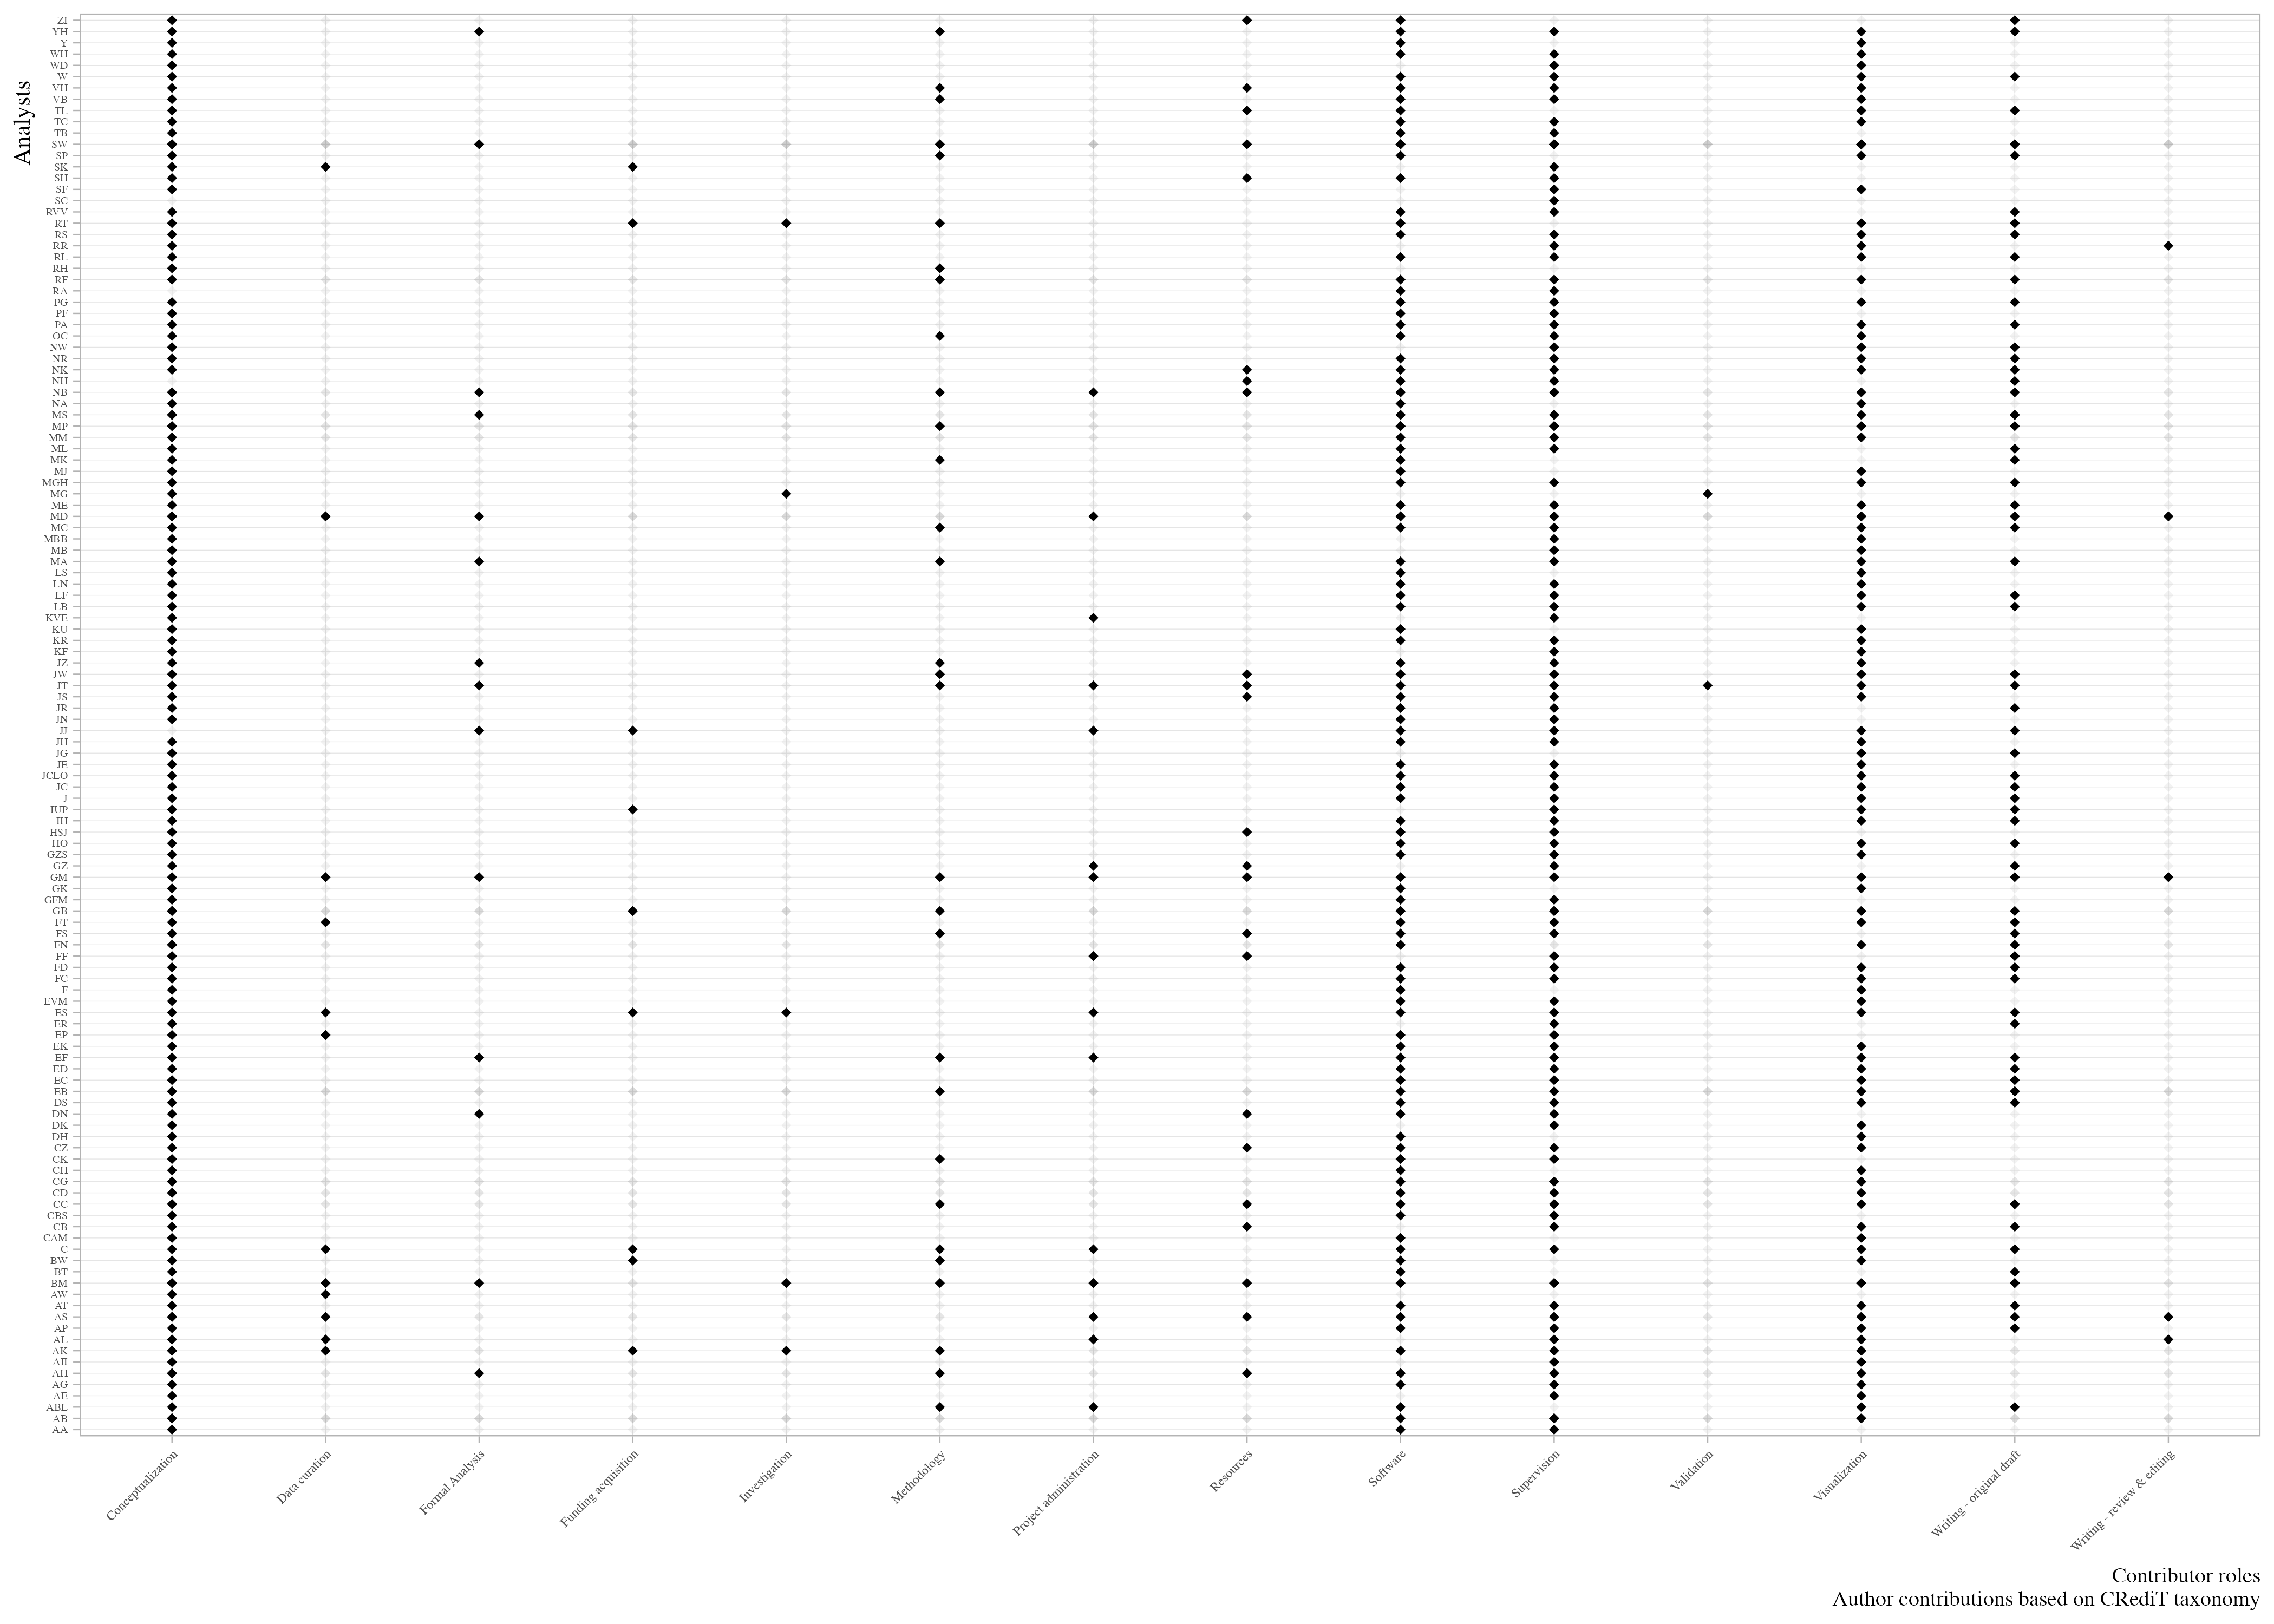 Analysts
ZI
YH
Y
WH
WD
W
VH
VB
TL
TC
TB
SW
SP
SK
SH
SF
SC
RVV
RT
RS
RR
RL
RH
RF
RA
PG
PF
PA
OC
NW
NR
NK
NH
NB
NA
MS
MP
MM
ML
MK
MJ
MGH
MG
ME
MD
MC
MBB
MB
MA
LS
LN
LF
LB
KVE
KU
KR
KF
JZ
JW
JT
JS
JR
JN
JJ
JH
JG
JE
JCLO
JC
J
IUP
IH
HSJ
HO
GZS
GZ
GM
GK
GFM
GB
FT
FS
FN
FF
FD
FC
F
EVM
ES
ER
EP
EK
EF
ED
EC
EB
DS
DN
DK
DH
CZ
CK
CH
CG
CD
CC
CBS
CB
CAM
C
BW
BT
BM
AW
AT
AS
AP
AL
AK
AII
AH
AG
AE
ABL
AB
AA
Conceptualization
Data curation
Formal Analysis
Funding acquisition
Investigation
Methodology
Project administration
Resources
Software
Supervision
Validation
Visualization
Writing - original draft
Writing - review & editing
Contributor roles
Author contributions based on CRediT taxonomy